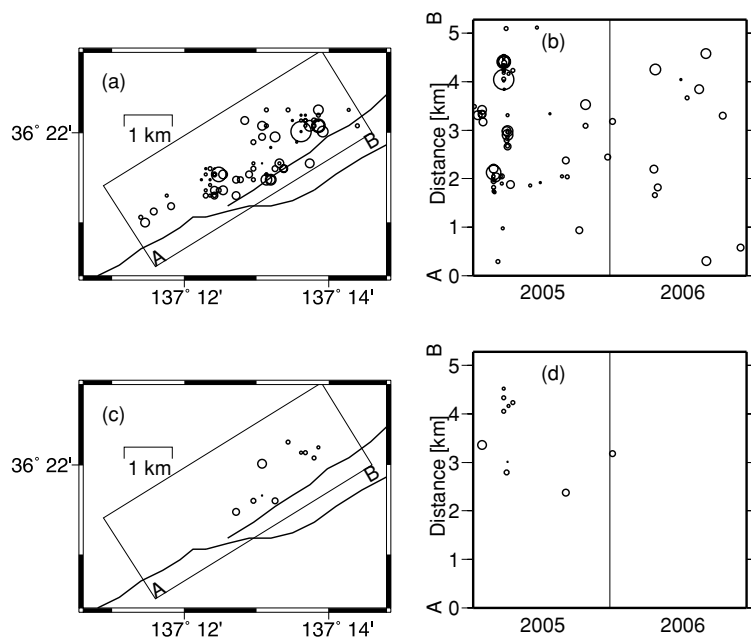 (a)
36° 22'
1 km
B
A
137° 12' 137° 14'
B
(b)
5
4
3
2
1
0
Distance [km]
A
2005 2006
(c)
36° 22'
1 km
B
A
137° 12' 137° 14'
B
(d)
5
4
3
2
1
0
Distance [km]
A
2005 2006